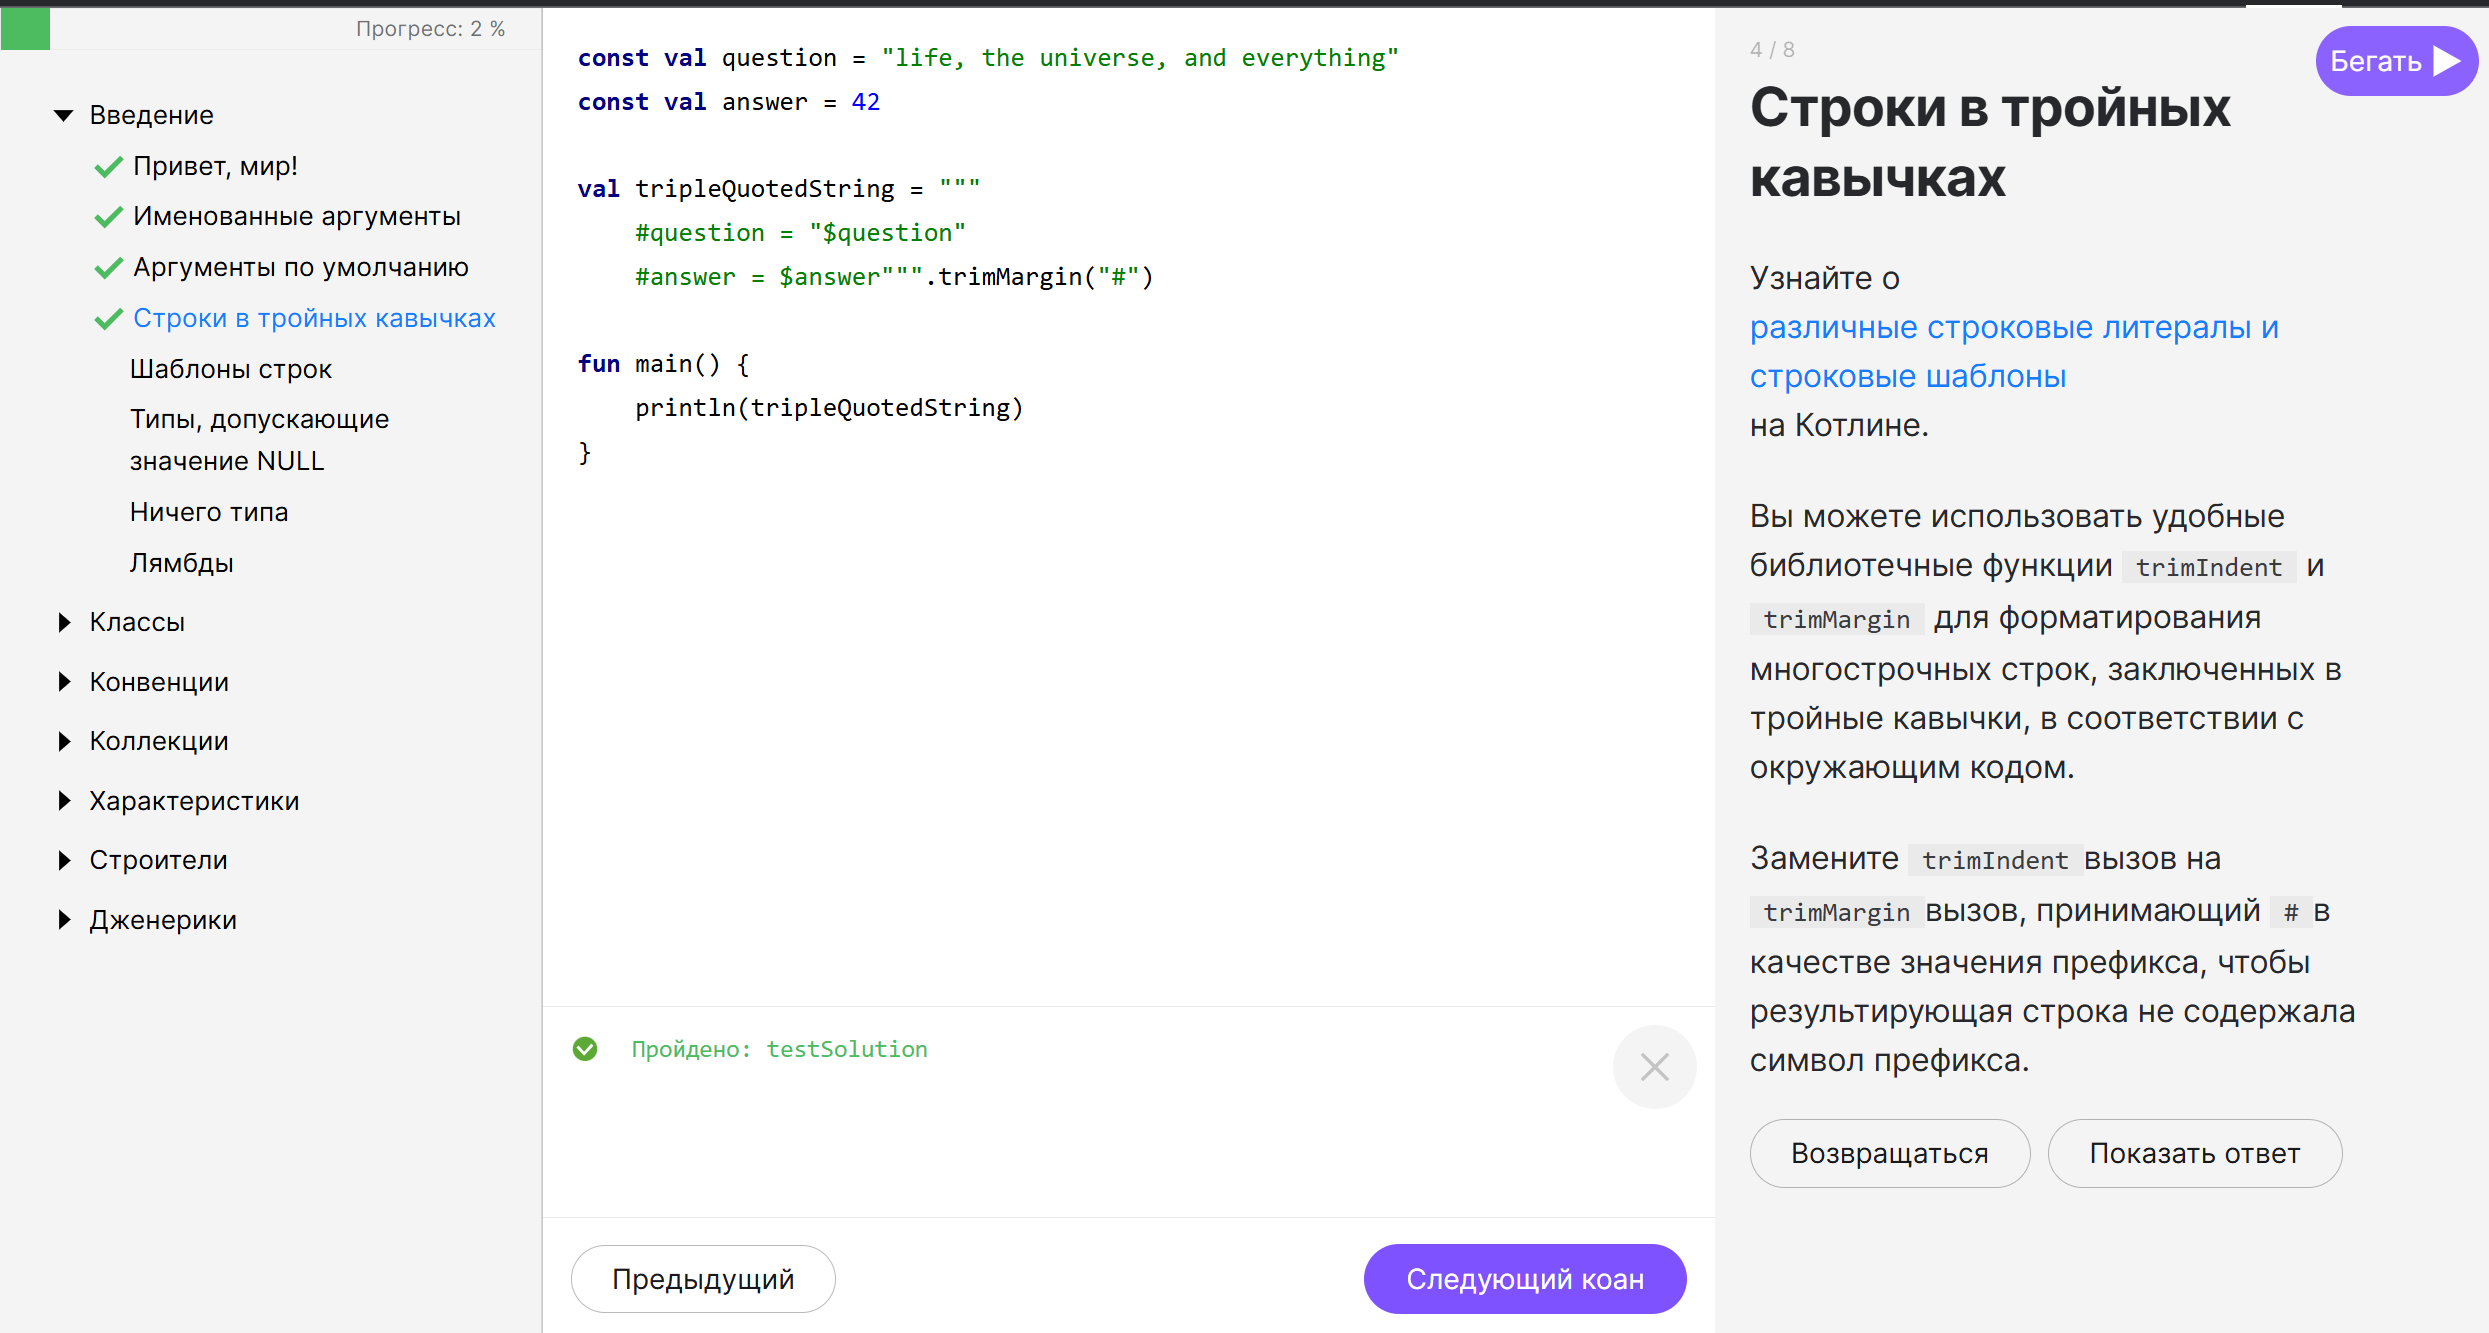 Прогресс: 2 %
Введение
Привет, мир!
Именованные аргументы
Аргументы по умолчанию
Строки в тройных кавычках
Шаблоны строк
Типы, допускающие
значение NULL
Ничего типа
Лямбды
Классы
Конвенции
Коллекции
Характеристики
Строители
Дженерики
const val question = "life, the universe, and everything"
const val answer = 42
val tripleQuotedString = """
    #question = "$question"
    #answer = $answer""".trimMargin("#")
fun main() {
    println(tripleQuotedString)
}
Пройдено: testSolution
Предыдущий
Следующий коан
4 / 8
Бегать
Строки в тройных
кавычках
Узнайте о
различные строковые литералы и
строковые шаблоны
на Котлине.
Вы можете использовать удобные
библиотечные функции trimIndent и
trimMargin для форматирования
многострочных строк, заключенных в
тройные кавычки, в соответствии с
окружающим кодом.
Замените trimIndent вызов на
trimMargin вызов, принимающий # в
качестве значения префикса, чтобы
результирующая строка не содержала
символ префикса.
Возвращаться
Показать ответ